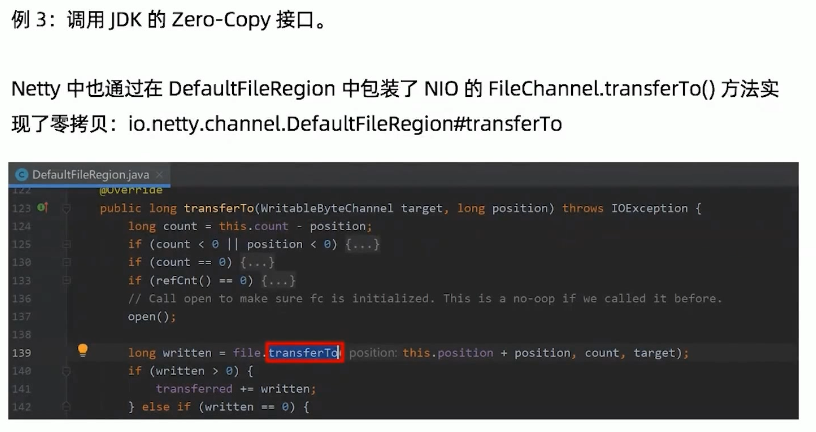 例 3：调用 JDK 的 Zero-Copy 接口。
Netty 中也通过在 DefaultFileRegion 中包装了 NIO 的 FileChannel.transferTo() 方法实
现了零拷贝：io.netty.channel.DefaultFileRegion#transferTo
DefaultFileRegion.java
122 @Override
123 public long transferTo(WritableByteChannel target, long position) throws IOException {
124 long count = this.count - position;
125 if (count < 0 || position < 0) {...}
130 if (count == 0) {...}
133 if (refCnt() == 0) {...}
136 // Call open to make sure fc is initialized. This is a no-oop if we called it before.
137 open();
138
139 long written = file.transferTo( position: this.position + position, count, target);
140 if (written > 0) {
141 transferred += written;
142 } else if (written == 0) {